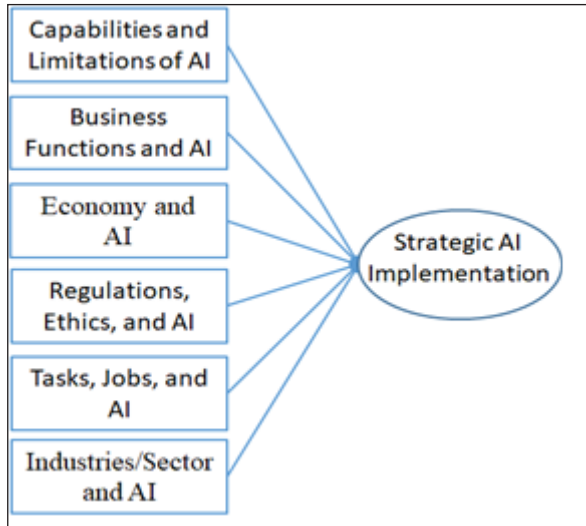 Capabilities and
Limitations of AI
Business
Functions and AI
Economy and
AI
Regulations,
Ethics, and AI
Tasks, Jobs, and
AI
Industries/Sector
and AI
Strategic AI
Implementation